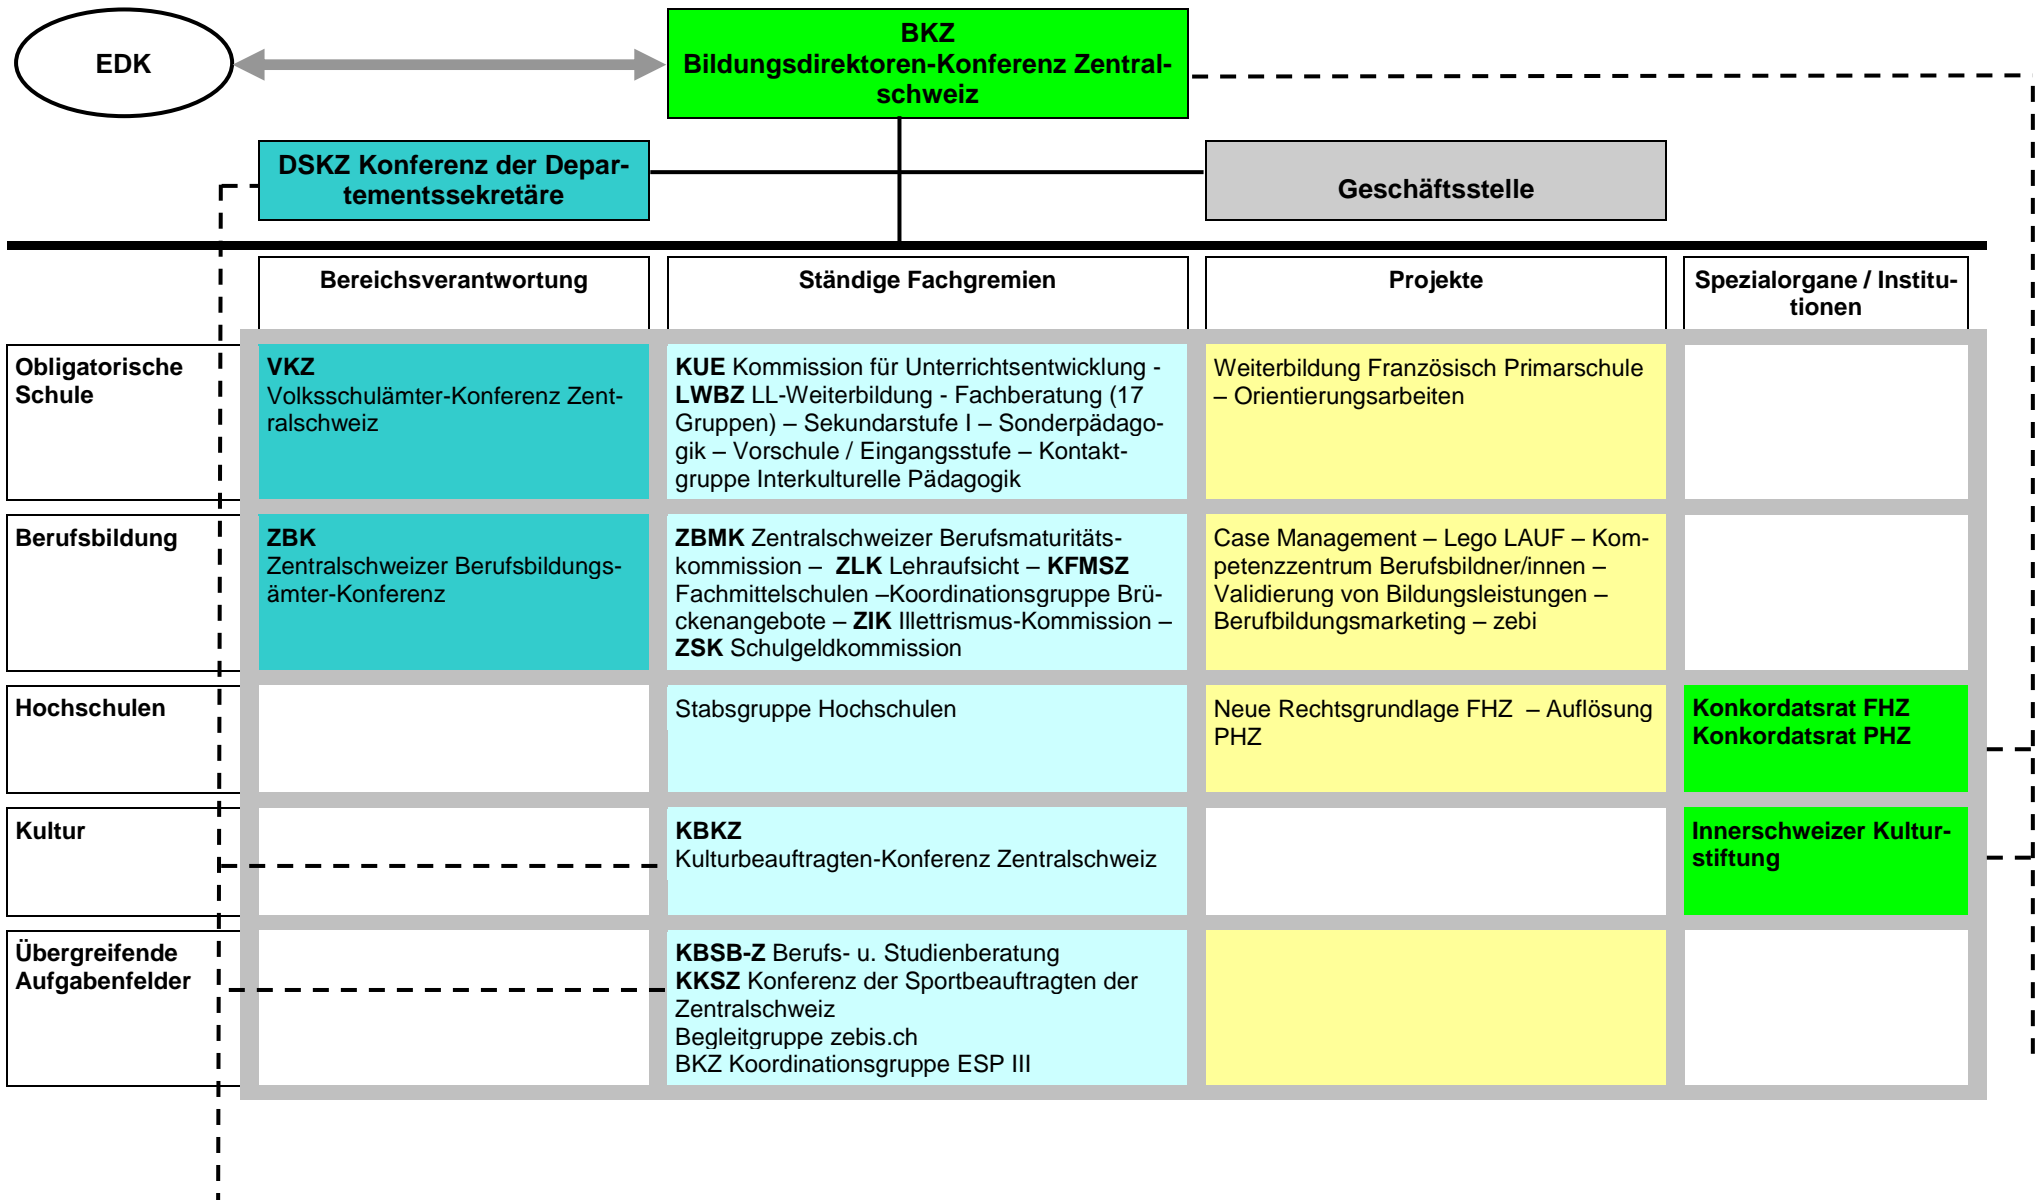 EDK
BKZ
Bildungsdirektoren-Konferenz Zentral-
schweiz
DSKZ Konferenz der Depar-
tementssekretäre
Geschäftsstelle
Bereichsverantwortung
Ständige Fachgremien
Projekte
Spezialorgane / Institu-
tionen
Obligatorische
Schule
VKZ
Volksschulämter-Konferenz Zent-
ralschweiz
KUE Kommission für Unterrichtsentwicklung -
LWBZ LL-Weiterbildung - Fachberatung (17
Gruppen) – Sekundarstufe I – Sonderpädago-
gik – Vorschule / Eingangsstufe – Kontakt-
gruppe Interkulturelle Pädagogik
Weiterbildung Französisch Primarschule
– Orientierungsarbeiten
Berufsbildung
ZBK
Zentralschweizer Berufsbildungs-
ämter-Konferenz
ZBMK Zentralschweizer Berufsmaturitäts-
kommission – ZLK Lehraufsicht – KFMSZ
Fachmittelschulen –Koordinationsgruppe Brü-
ckenangebote – ZIK Illettrismus-Kommission –
ZSK Schulgeldkommission
Case Management – Lego LAUF – Kom-
petenzzentrum Berufsbildner/innen –
Validierung von Bildungsleistungen –
Berufbildungsmarketing – zebi
Hochschulen
Stabsgruppe Hochschulen
Neue Rechtsgrundlage FHZ – Auflösung
PHZ
Konkordatsrat FHZ
Konkordatsrat PHZ
Kultur
KBKZ
Kulturbeauftragten-Konferenz Zentralschweiz
Innerschweizer Kultur-
stiftung
Übergreifende
Aufgabenfelder
KBSB-Z Berufs- u. Studienberatung
KKSZ Konferenz der Sportbeauftragten der
Zentralschweiz
Begleitgruppe zebis.ch
BKZ Koordinationsgruppe ESP III